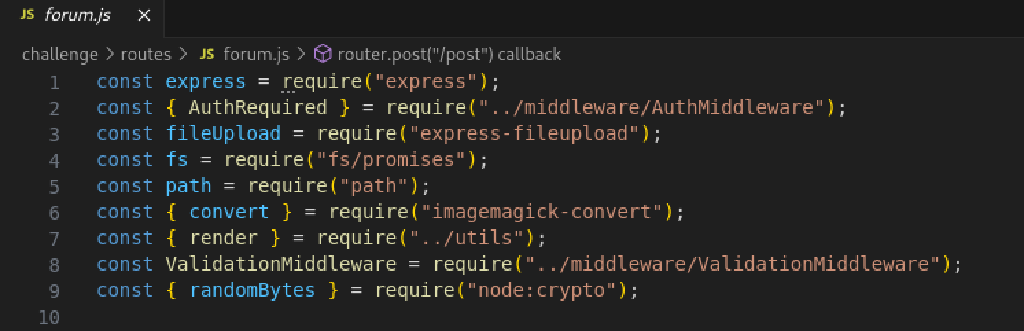 JS forum.js ×
challenge > routes > JS forum.js > router.post("/post") callback
1 const express = require("express");
2 const { AuthRequired } = require("../middleware/AuthMiddleware");
3 const fileUpload = require("express-fileupload");
4 const fs = require("fs/promises");
5 const path = require("path");
6 const { convert } = require("imagemagick-convert");
7 const { render } = require("../utils");
8 const ValidationMiddleware = require("../middleware/ValidationMiddleware");
9 const { randomBytes } = require("node:crypto");
10